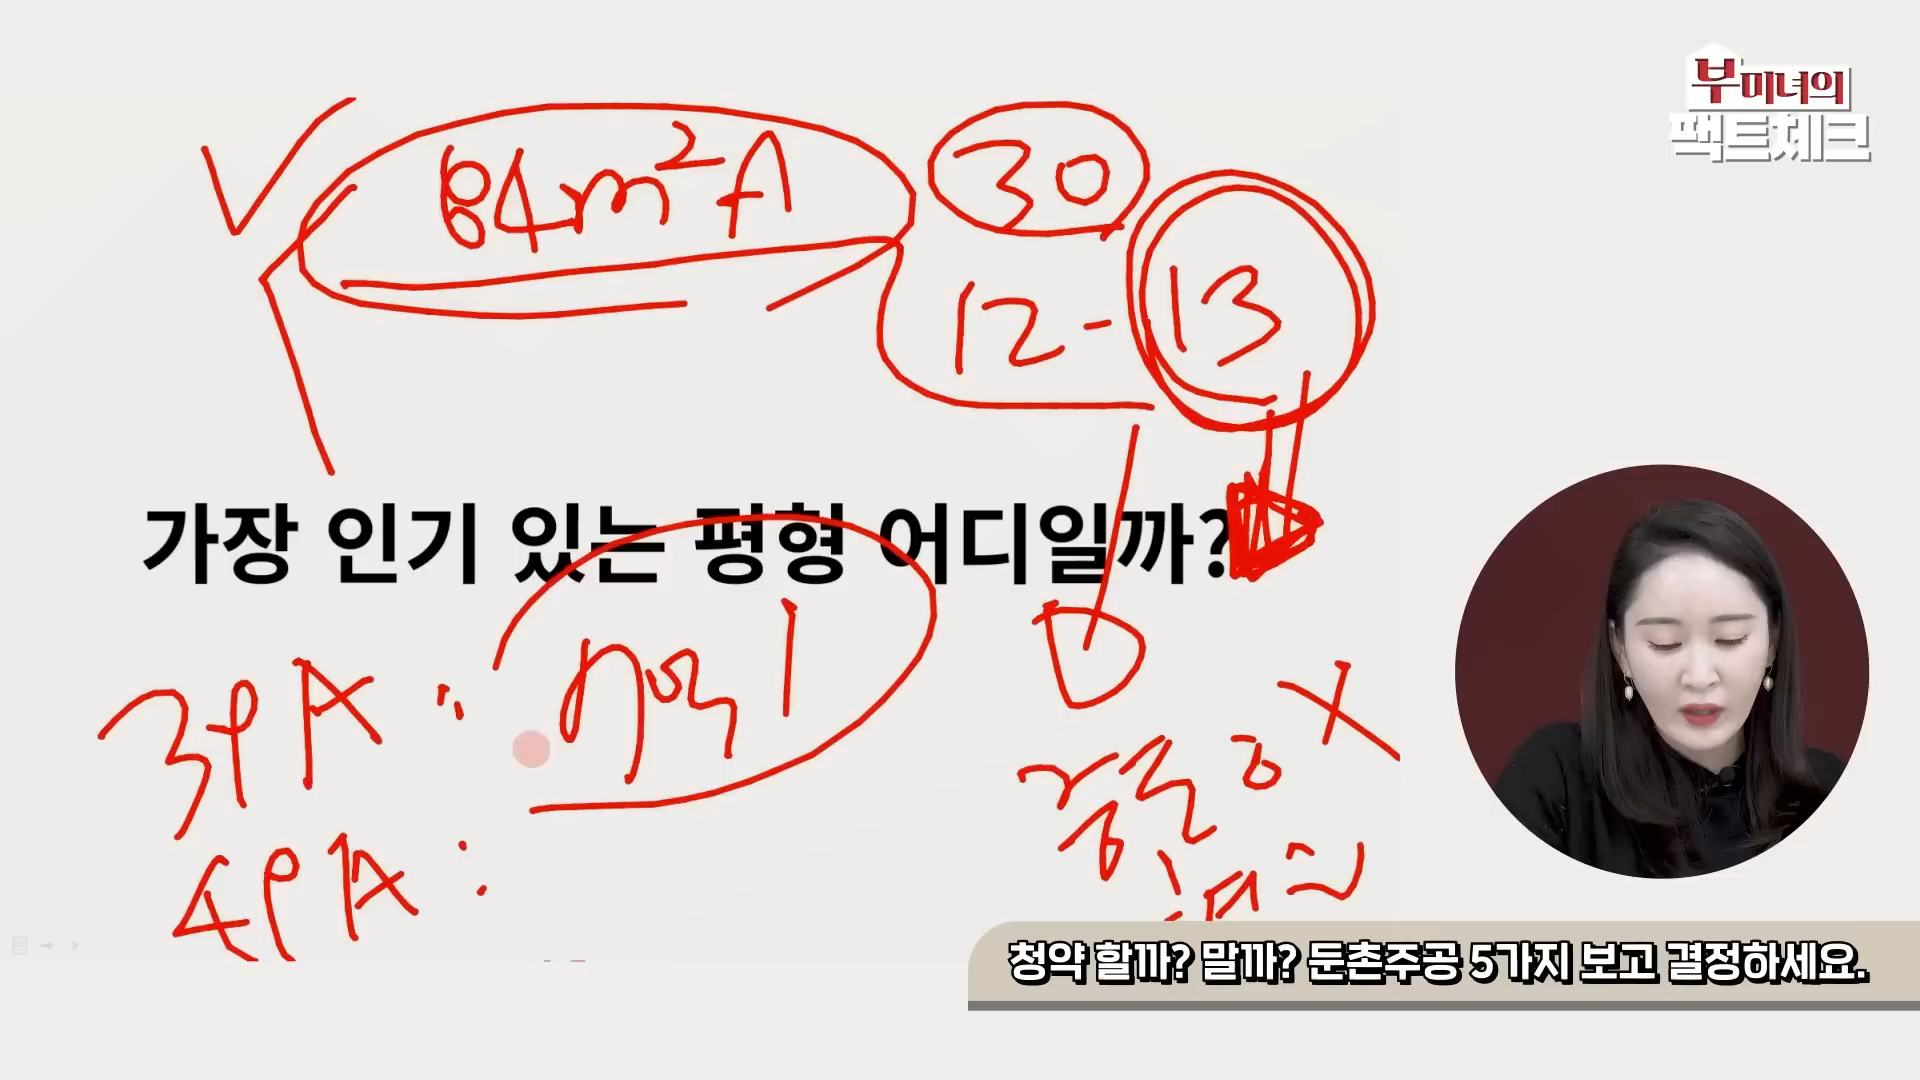 부미녀의
팩트체크
84m²A 30
12-13
가장 인기 있는 평형 어디일까?
39A:
49A:
청약 할까? 말까? 둔촌주공 5가지 보고 결정하세요.